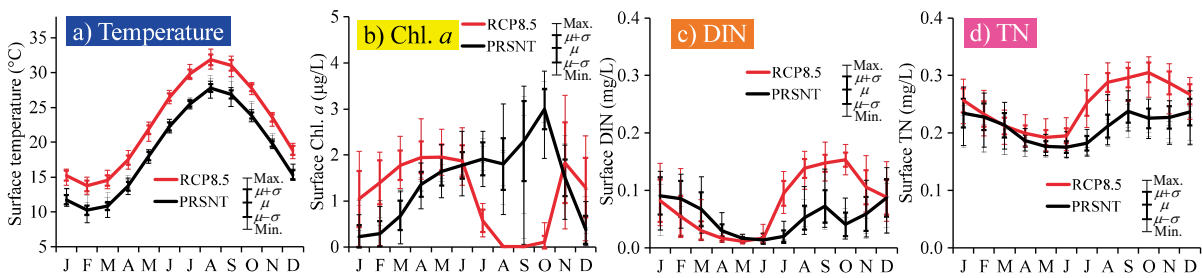 a) Temperature
Surface temperature (°C)
35
30
25
20
15
10
5
RCP8.5
PRSNT
Max.
μ+σ
μ
μ−σ
Min.
J F M A M J J A S O N D
b) Chl. a
Surface Chl. a (μg/L)
5
4
3
2
1
0
RCP8.5
PRSNT
Max.
μ+σ
μ
μ−σ
Min.
J F M A M J J A S O N D
c) DIN
Surface DIN (mg/L)
0.4
0.3
0.2
0.1
0.0
RCP8.5
PRSNT
Max.
μ+σ
μ
μ−σ
Min.
J F M A M J J A S O N D
d) TN
Surface TN (mg/L)
0.4
0.3
0.2
0.1
0.0
RCP8.5
PRSNT
Max.
μ+σ
μ
μ−σ
Min.
J F M A M J J A S O N D